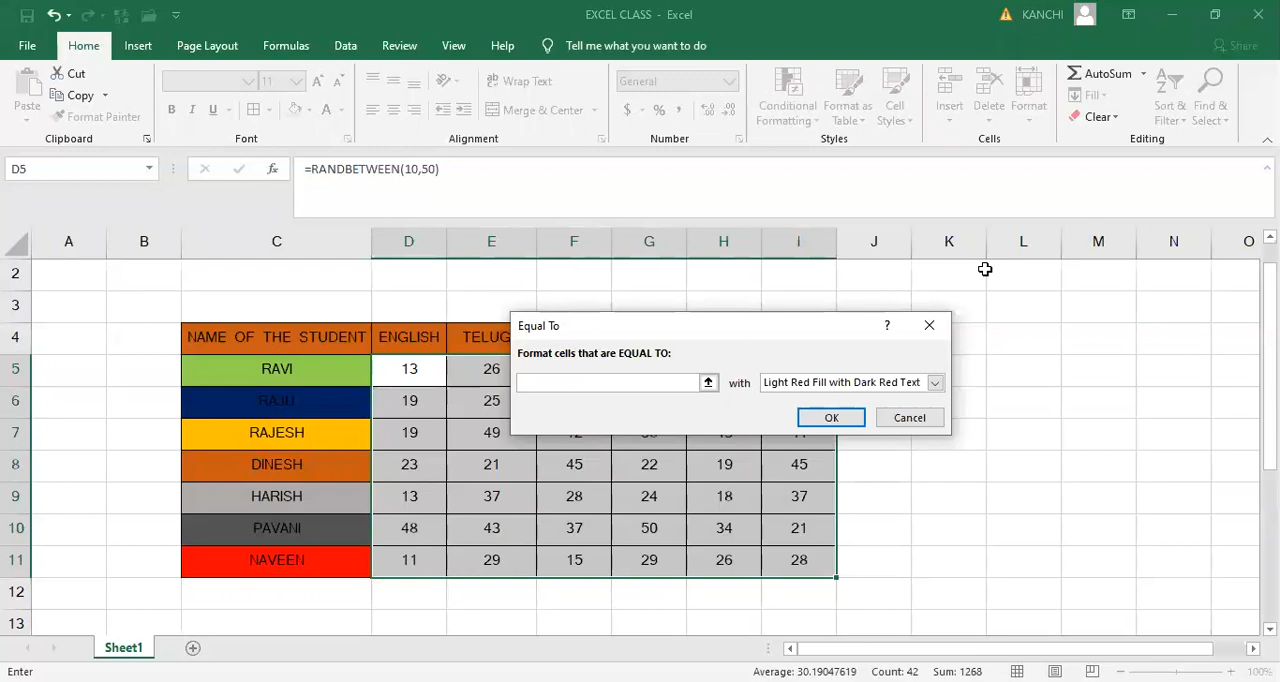 EXCEL CLASS - Excel
KANCHI
File Home Insert Page Layout Formulas Data Review View Help Tell me what you want to do Share
Paste Cut Copy Format Painter Clipboard
11 B I U Font
Wrap Text Merge & Center Alignment
General $ % , Number
Conditional Formatting Format as Table Cell Styles Styles
Insert Delete Format Cells
AutoSum Fill Clear Sort & Filter Find & Select Editing
D5 fx =RANDBETWEEN(10,50)
A B C D E F G H I J K L M N O
2
3
4 NAME OF THE STUDENT ENGLISH TELUG
5 RAVI 13 26
6 RAJU 19 25
7 RAJESH 19 49
8 DINESH 23 21 45 22 19 45
9 HARISH 13 37 28 24 18 37
10 PAVANI 48 43 37 50 34 21
11 NAVEEN 11 29 15 29 26 28
12
13
Equal To ?
Format cells that are EQUAL TO:
with Light Red Fill with Dark Red Text
OK Cancel
Sheet1
Enter Average: 30.19047619 Count: 42 Sum: 1268 100%